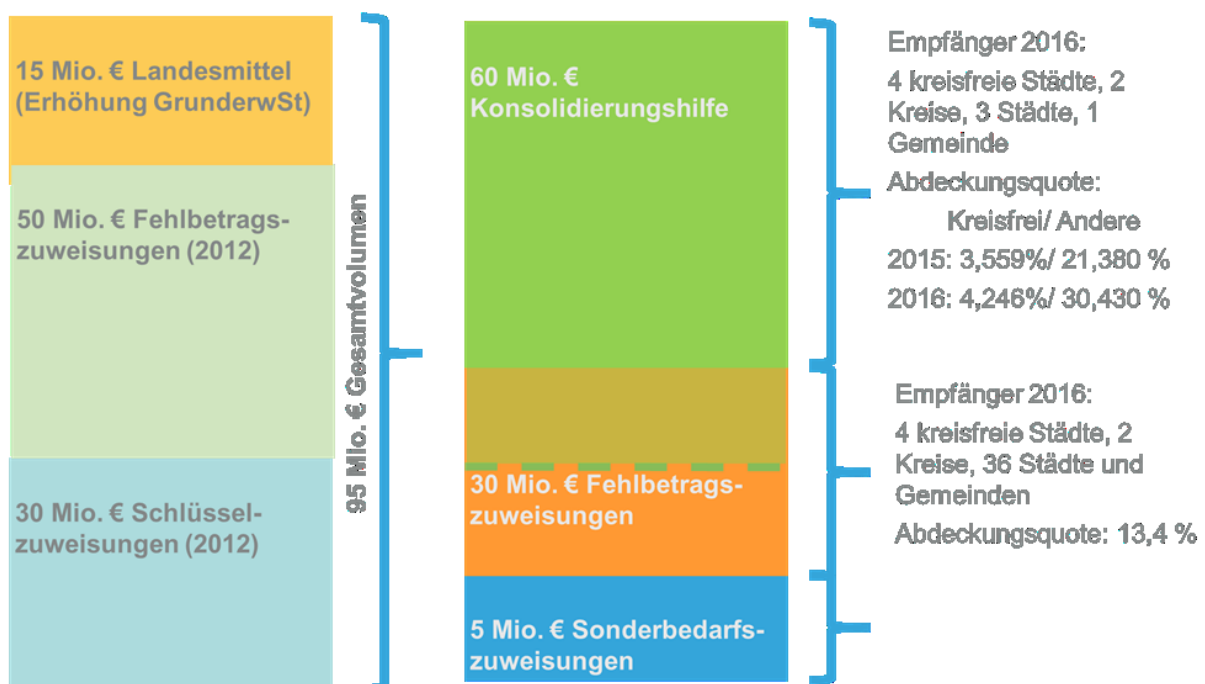 15 Mio. € Landesmittel
(Erhöhung GrunderwSt)
50 Mio. € Fehlbetrags-
zuweisungen (2012)
30 Mio. € Schlüssel-
zuweisungen (2012)
95 Mio. € Gesamtvolumen
60 Mio. €
Konsolidierungshilfe
30 Mio. € Fehlbetrags-
zuweisungen
5 Mio. € Sonderbedarfs-
zuweisungen
Empfänger 2016:
4 kreisfreie Städte, 2
Kreise, 3 Städte, 1
Gemeinde
Abdeckungsquote:
Kreisfrei/ Andere
2015: 3,559%/ 21,380 %
2016: 4,246%/ 30,430 %
Empfänger 2016:
4 kreisfreie Städte, 2
Kreise, 36 Städte und
Gemeinden
Abdeckungsquote: 13,4 %